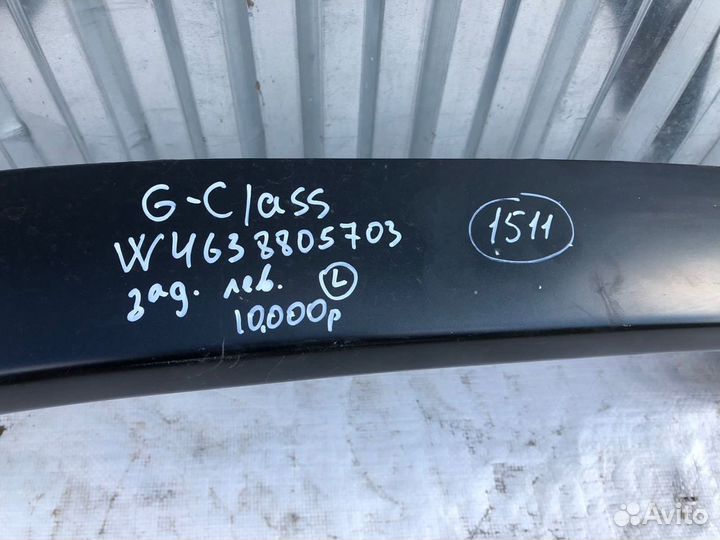 G-Class
W4638805703
зад. лев. L
10.000р
1511
Avito